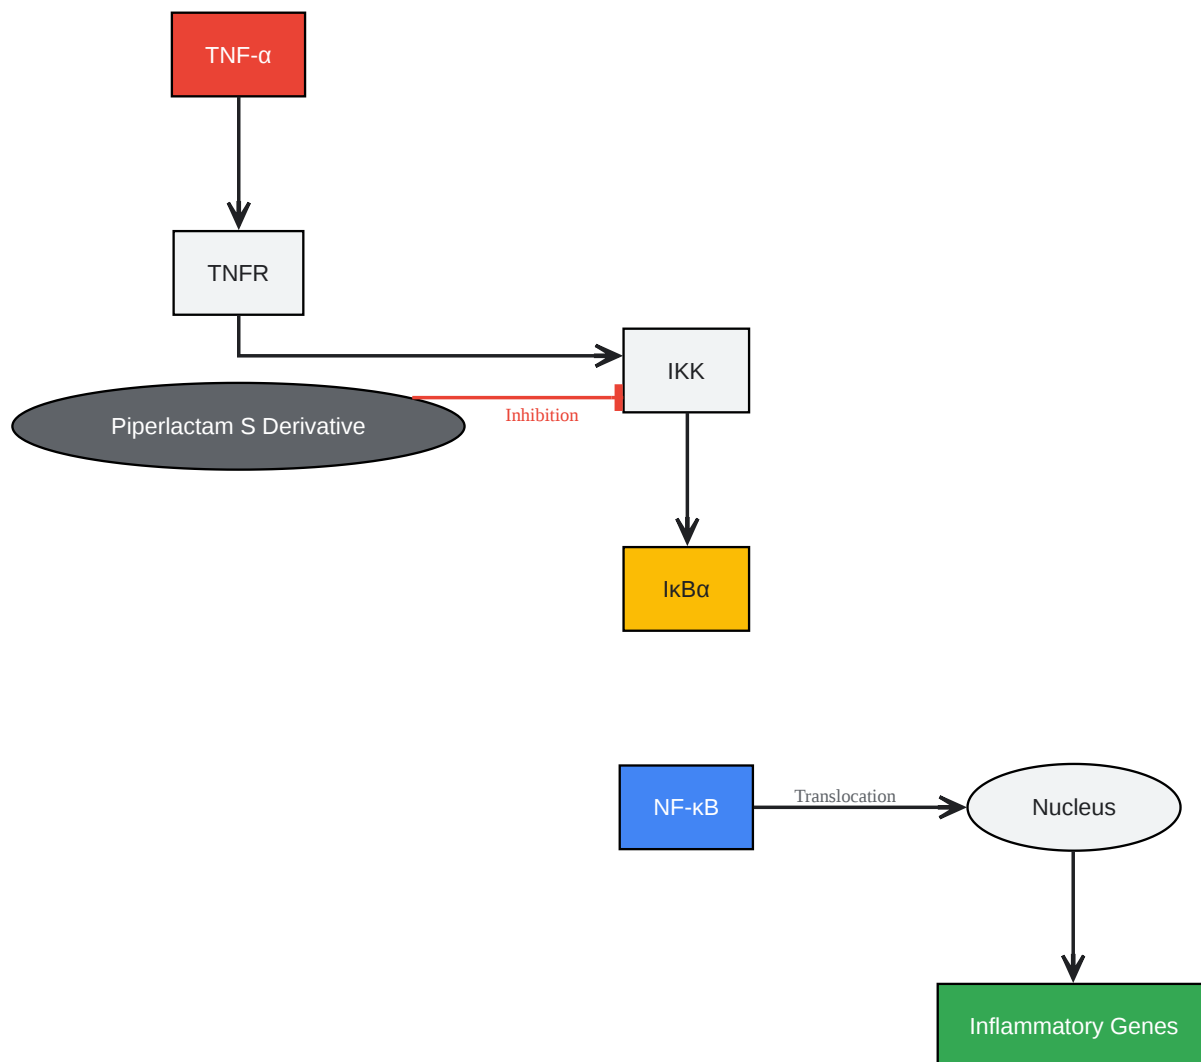 TNF-α
TNFR
IKK
Inhibition
Piperlactam S Derivative
IκBα
NF-κB
Translocation
Nucleus
Inflammatory Genes